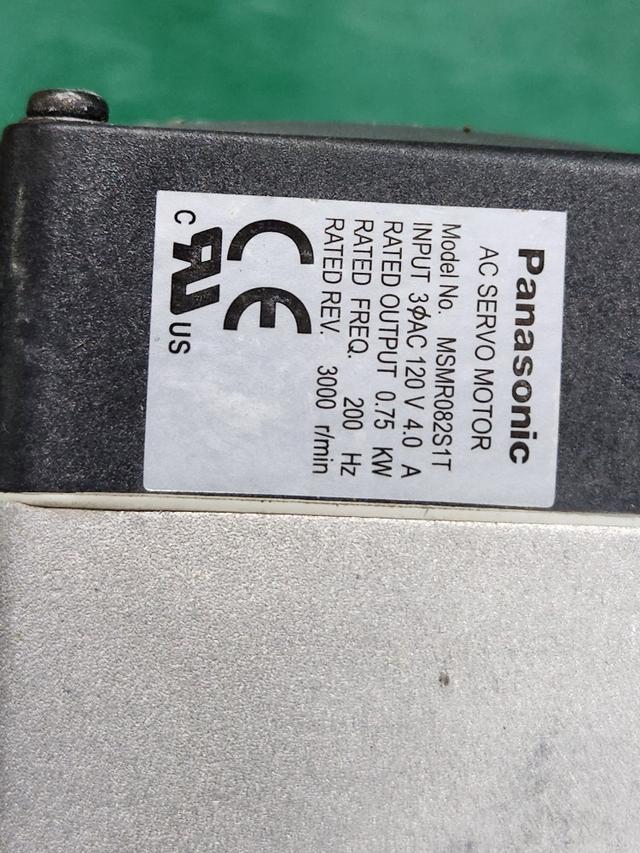 Panasonic
AC SERVO MOTOR
Model No. MSMR082S1T
INPUT 3ϕAC 120 V 4.0 A
RATED OUTPUT 0.75 KW
RATED FREQ. 200 Hz
RATED REV. 3000 r/min
CE
C RU US